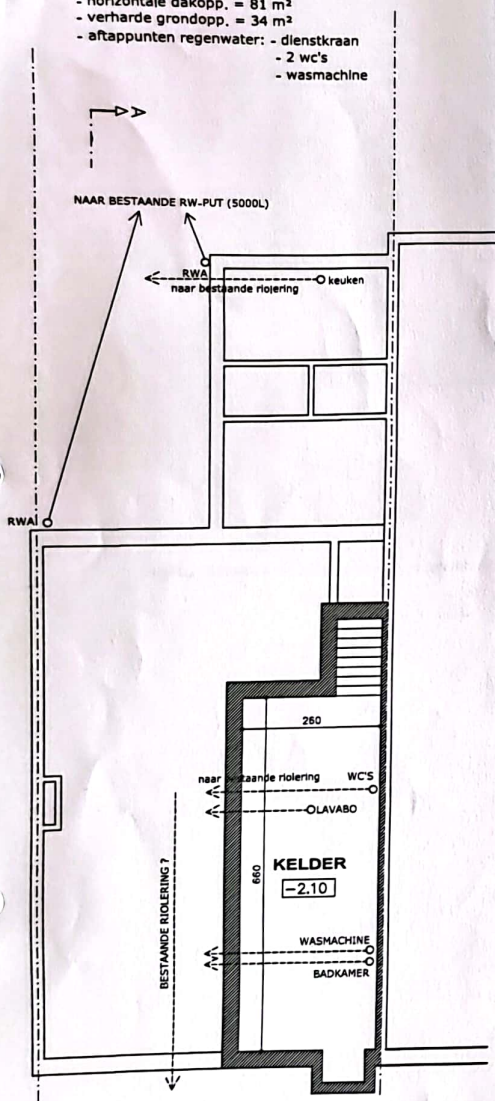 - horizontale dakopp. = 81 m²
- verharde grondopp. = 34 m²
- aftappunten regenwater: - dienstkraan
- 2 wc's
- wasmachine
A
NAAR BESTAANDE RW-PUT (5000L)
RWA
keuken
naar bestaande riolering
RWA
260
naar bestaande riolering
WC'S
LAVABO
660
KELDER
-2.10
BESTAANDE RIOLERING ?
WASMACHINE
BADKAMER